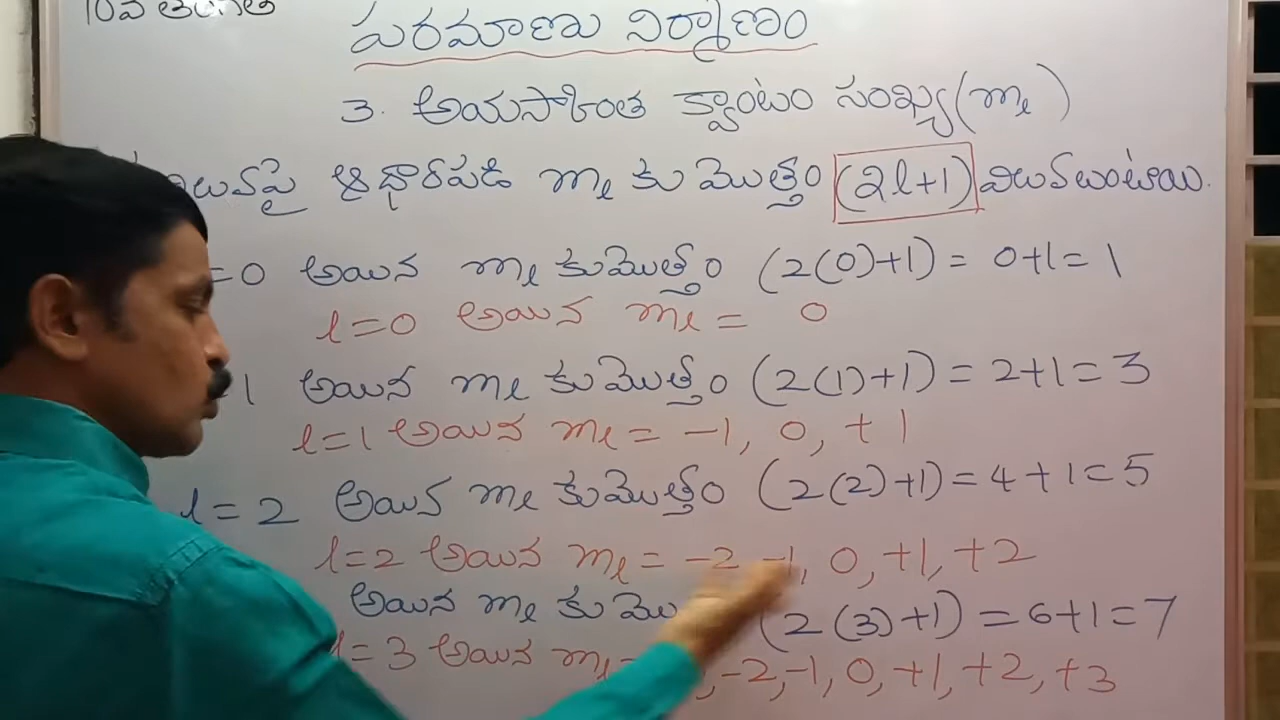 10వ తరగతి
పరమాణు నిర్మాణం
3. అయస్కాంత క్వాంటం సంఖ్య(mₗ)
ఆధారపడి mₗ కు మొత్తం (2l+1) విలువలుంటాయి.
=0 అయిన mₗ కు మొత్తం (2(0)+1) = 0+1= 1
l=0 అయిన mₗ = 0
1 అయిన mₗ కు మొత్తం (2(1)+1) = 2+1= 3
l=1 అయిన mₗ = -1, 0, +1
l = 2 అయిన mₗ కు మొత్తం (2(2)+1)= 4+1=5
l=2 అయిన mₗ = -2 -1, 0, +1, +2
అయిన mₗ కు (2(3)+1) = 6+1=7
l=3 అయిన mₗ , -2, -1, 0, +1, +2, +3